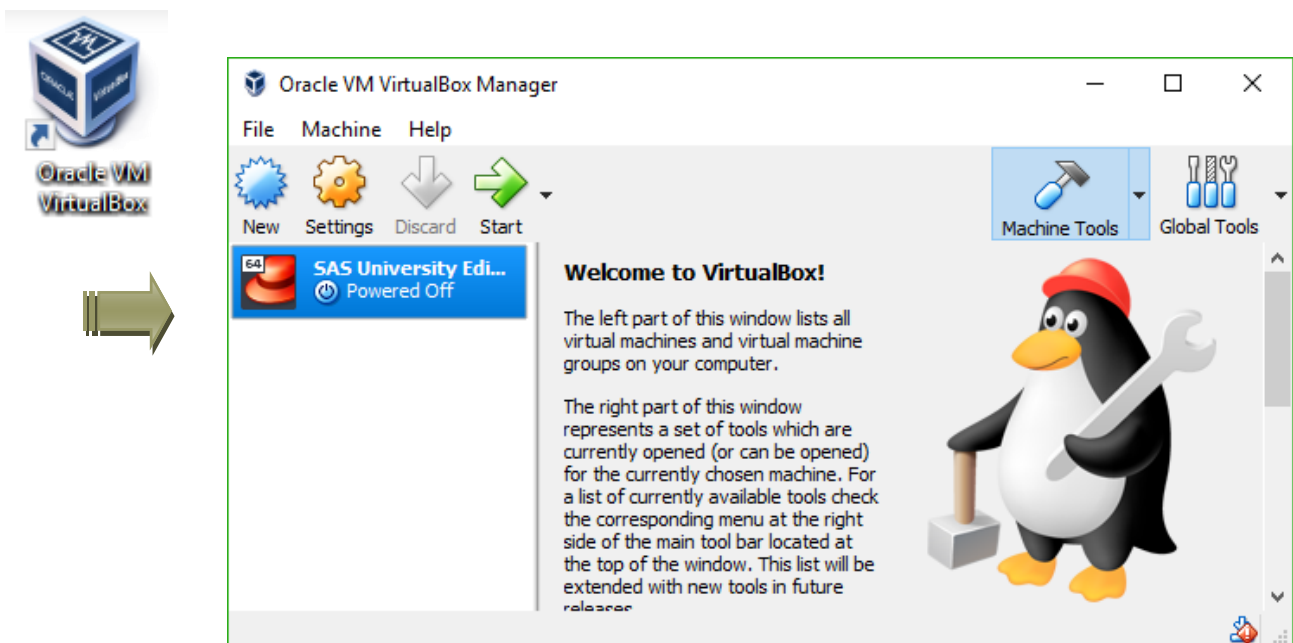 Oracle VM
VirtualBox
Oracle VM VirtualBox Manager
File Machine Help
New Settings Discard Start
Machine Tools Global Tools
64
SAS University Edi...
Powered Off
Welcome to VirtualBox!
The left part of this window lists all
virtual machines and virtual machine
groups on your computer.
The right part of this window
represents a set of tools which are
currently opened (or can be opened)
for the currently chosen machine. For
a list of currently available tools check
the corresponding menu at the right
side of the main tool bar located at
the top of the window. This list will be
extended with new tools in future
releases